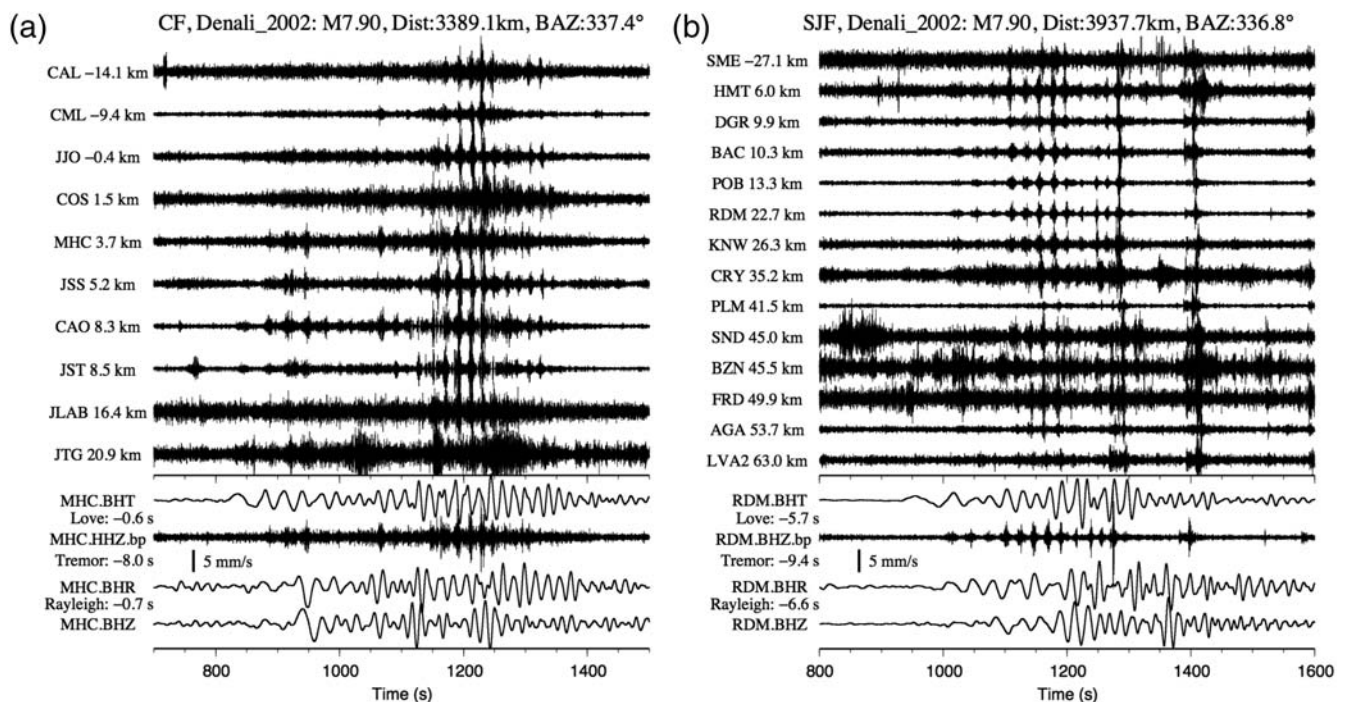 (a)
CF, Denali_2002: M7.90, Dist:3389.1km, BAZ:337.4°
CAL −14.1 km
CML −9.4 km
JJO −0.4 km
COS 1.5 km
MHC 3.7 km
JSS 5.2 km
CAO 8.3 km
JST 8.5 km
JLAB 16.4 km
JTG 20.9 km
MHC.BHT
Love: −0.6 s
MHC.HHZ.bp
Tremor: −8.0 s
5 mm/s
MHC.BHR
Rayleigh: −0.7 s
MHC.BHZ
800 1000 1200 1400
Time (s)
(b)
SJF, Denali_2002: M7.90, Dist:3937.7km, BAZ:336.8°
SME −27.1 km
HMT 6.0 km
DGR 9.9 km
BAC 10.3 km
POB 13.3 km
RDM 22.7 km
KNW 26.3 km
CRY 35.2 km
PLM 41.5 km
SND 45.0 km
BZN 45.5 km
FRD 49.9 km
AGA 53.7 km
LVA2 63.0 km
RDM.BHT
Love: −5.7 s
RDM.BHZ.bp
Tremor: −9.4 s
5 mm/s
RDM.BHR
Rayleigh: −6.6 s
RDM.BHZ
800 1000 1200 1400 1600
Time (s)